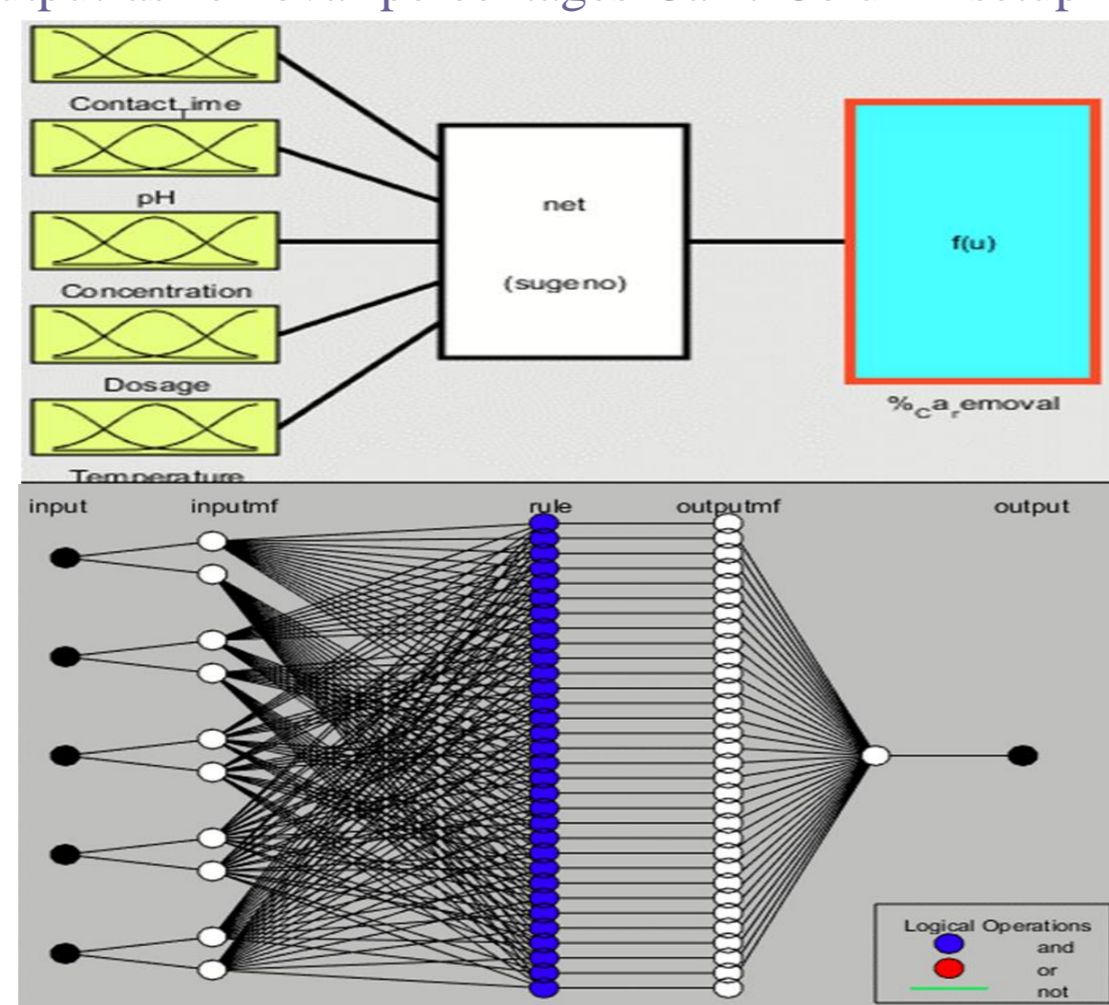 Contact_Time
pH
Concentration
Dosage
Temperature
net
(sugeno)
f(u)
%_Ca_removal
input inputmf rule outputmf output
Logical Operations
and
or
not